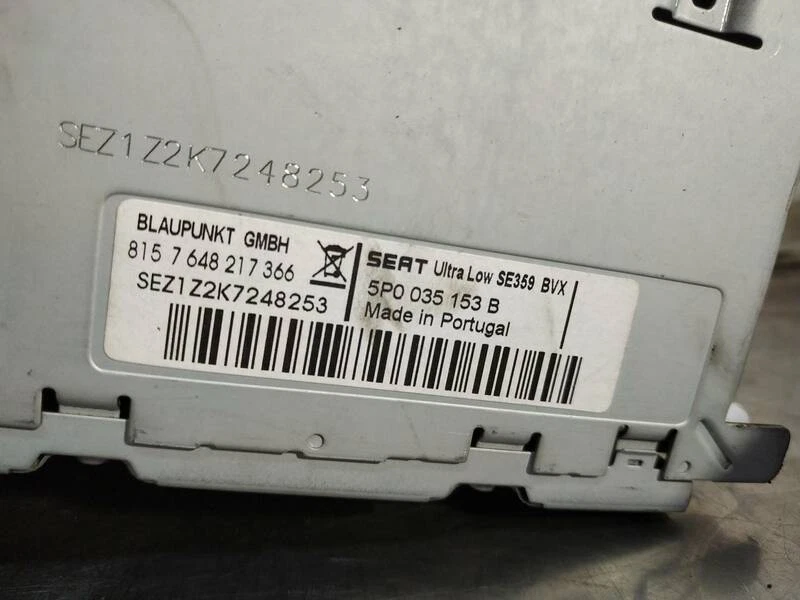 SEZ1Z2K7248253
BLAUPUNKT GMBH
815 7 648 217 366
SEZ1Z2K7248253
SEAT Ultra Low SE359 BVX
5P0 035 153 B
Made in Portugal